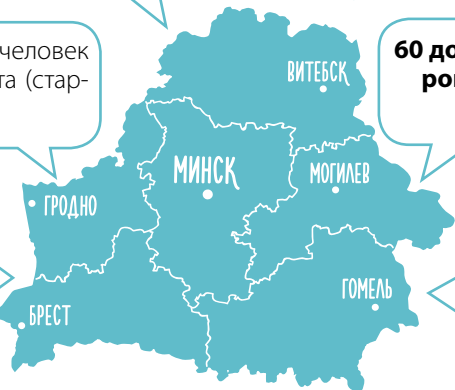 человек
та (стар-
60 до
ро
ВИТЕБСК
МИНСК
МОГИЛЕВ
ГРОДНО
ГОМЕЛЬ
БРЕСТ